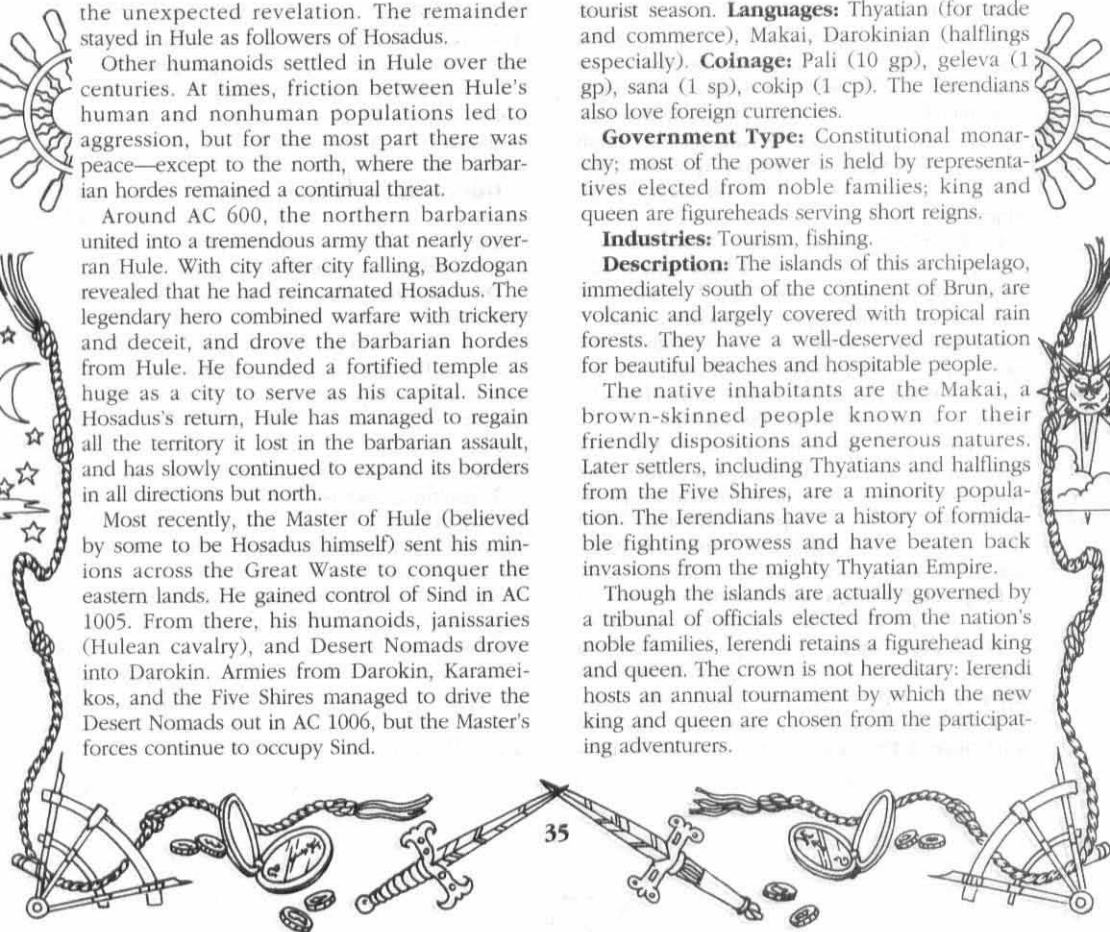 the unexpected revelation. The remainder
stayed in Hule as followers of Hosadus.
Other humanoids settled in Hule over the
centuries. At times, friction between Hule's
human and nonhuman populations led to
aggression, but for the most part there was
peace—except to the north, where the barbar-
ian hordes remained a continual threat.
Around AC 600, the northern barbarians
united into a tremendous army that nearly over-
ran Hule. With city after city falling, Bozdogan
revealed that he had reincarnated Hosadus. The
legendary hero combined warfare with trickery
and deceit, and drove the barbarian hordes
from Hule. He founded a fortified temple as
huge as a city to serve as his capital. Since
Hosadus's return, Hule has managed to regain
all the territory it lost in the barbarian assault,
and has slowly continued to expand its borders
in all directions but north.
Most recently, the Master of Hule (believed
by some to be Hosadus himself) sent his min-
ions across the Great Waste to conquer the
eastern lands. He gained control of Sind in AC
1005. From there, his humanoids, janissaries
(Hulean cavalry), and Desert Nomads drove
into Darokin. Armies from Darokin, Karamei-
kos, and the Five Shires managed to drive the
Desert Nomads out in AC 1006, but the Master's
forces continue to occupy Sind.
tourist season. Languages: Thyatian (for trade
and commerce), Makai, Darokinian (halflings
especially). Coinage: Pali (10 gp), geleva (1
gp), sana (1 sp), cokip (1 cp). The Ierendians
also love foreign currencies.
Government Type: Constitutional monar-
chy; most of the power is held by representa-
tives elected from noble families; king and
queen are figureheads serving short reigns.
Industries: Tourism, fishing.
Description: The islands of this archipelago,
immediately south of the continent of Brun, are
volcanic and largely covered with tropical rain
forests. They have a well-deserved reputation
for beautiful beaches and hospitable people.
The native inhabitants are the Makai, a
brown-skinned people known for their
friendly dispositions and generous natures.
Later settlers, including Thyatians and halflings
from the Five Shires, are a minority popula-
tion. The Ierendians have a history of formida-
ble fighting prowess and have beaten back
invasions from the mighty Thyatian Empire.
Though the islands are actually governed by
a tribunal of officials elected from the nation's
noble families, Ierendi retains a figurehead king
and queen. The crown is not hereditary: Ierendi
hosts an annual tournament by which the new
king and queen are chosen from the participat-
ing adventurers.
35